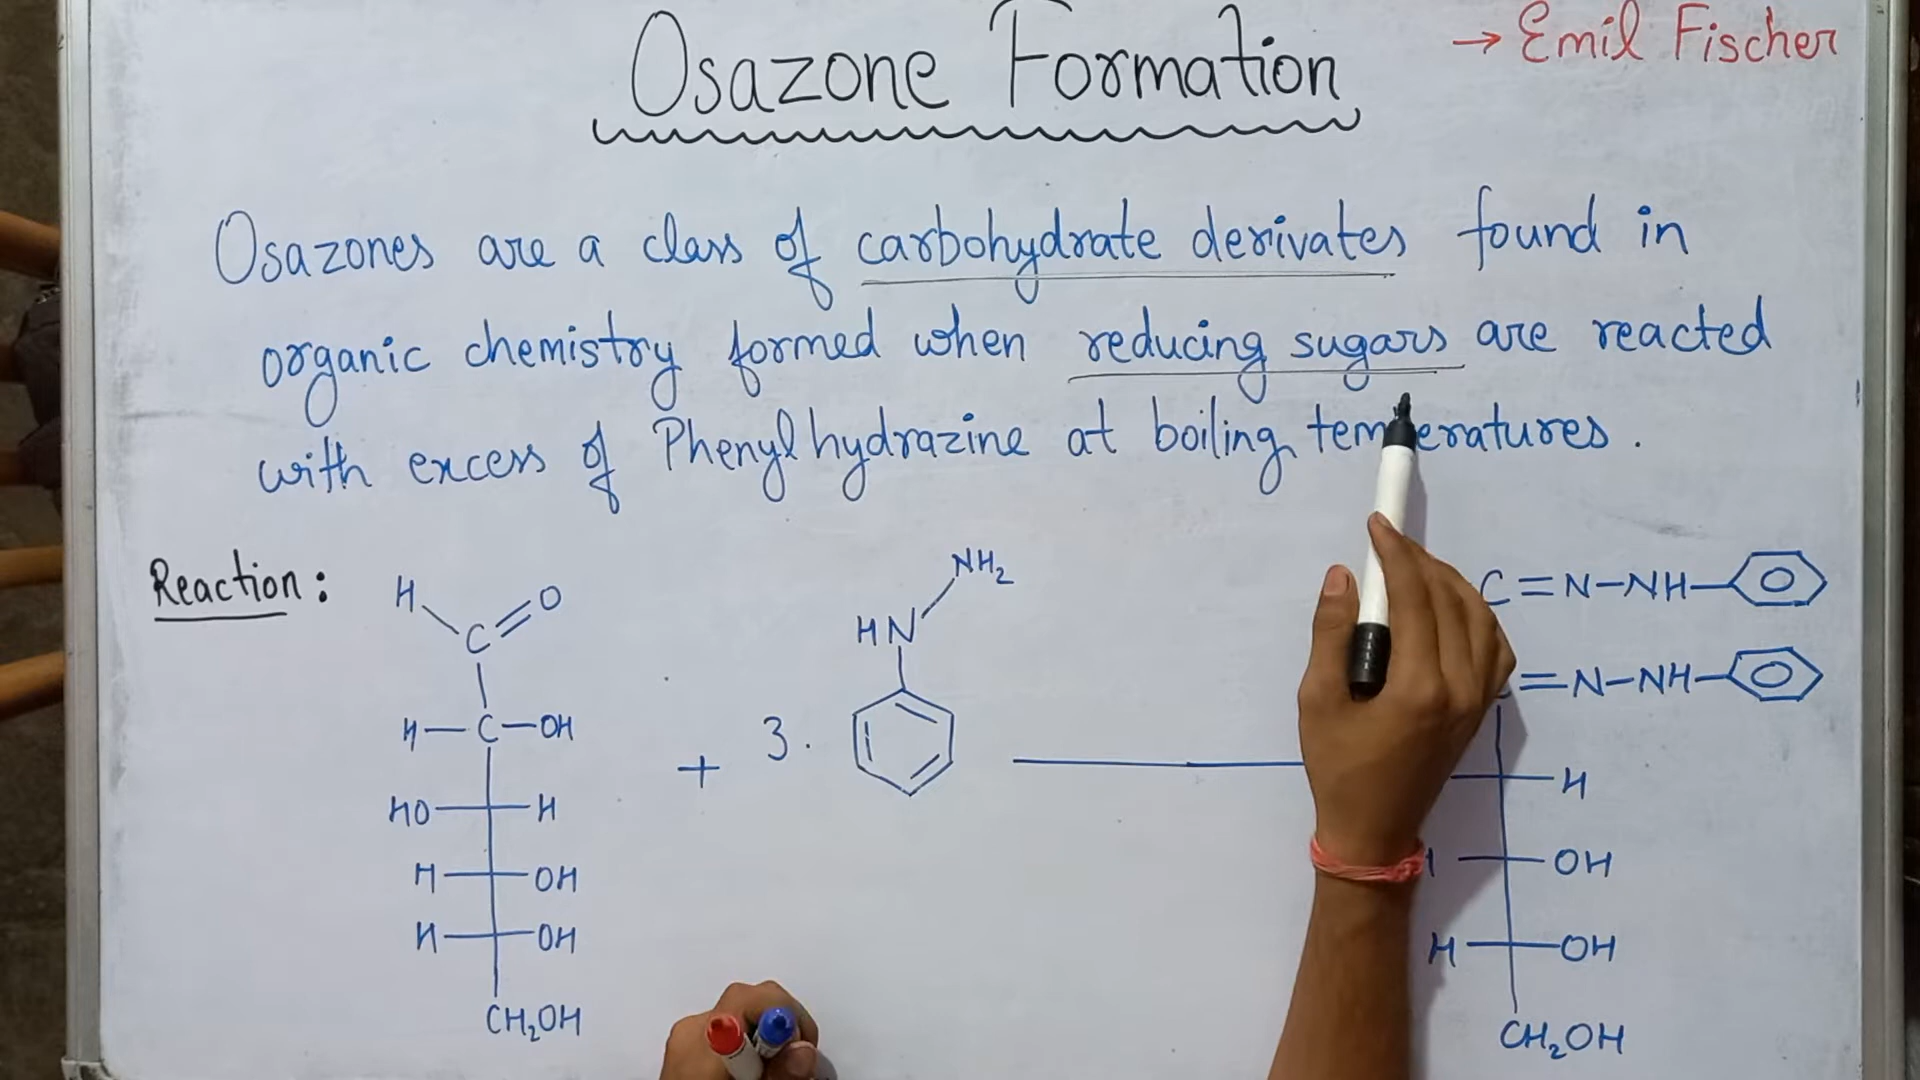 Osazone Formation
→ Emil Fischer
Osazones are a class of carbohydrate derivates found in
organic chemistry formed when reducing sugars are reacted
with excess of Phenylhydrazine at boiling temperatures.
Reaction:
H C=O
H—C—OH
HO H
H OH
H OH
CH₂OH
+ 3.
NH₂
HN
C=N–NH
=N–NH
H
OH
H OH
CH₂OH